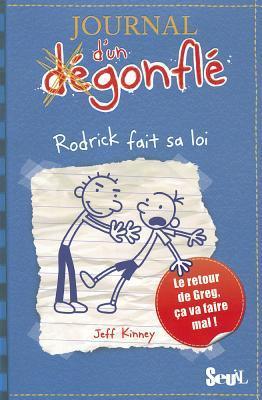 JOURNAL
d'un
dégonflé
Rodrick fait sa loi
Le retour
de Greg,
ça va faire
mal !
Jeff Kinney
Seuil